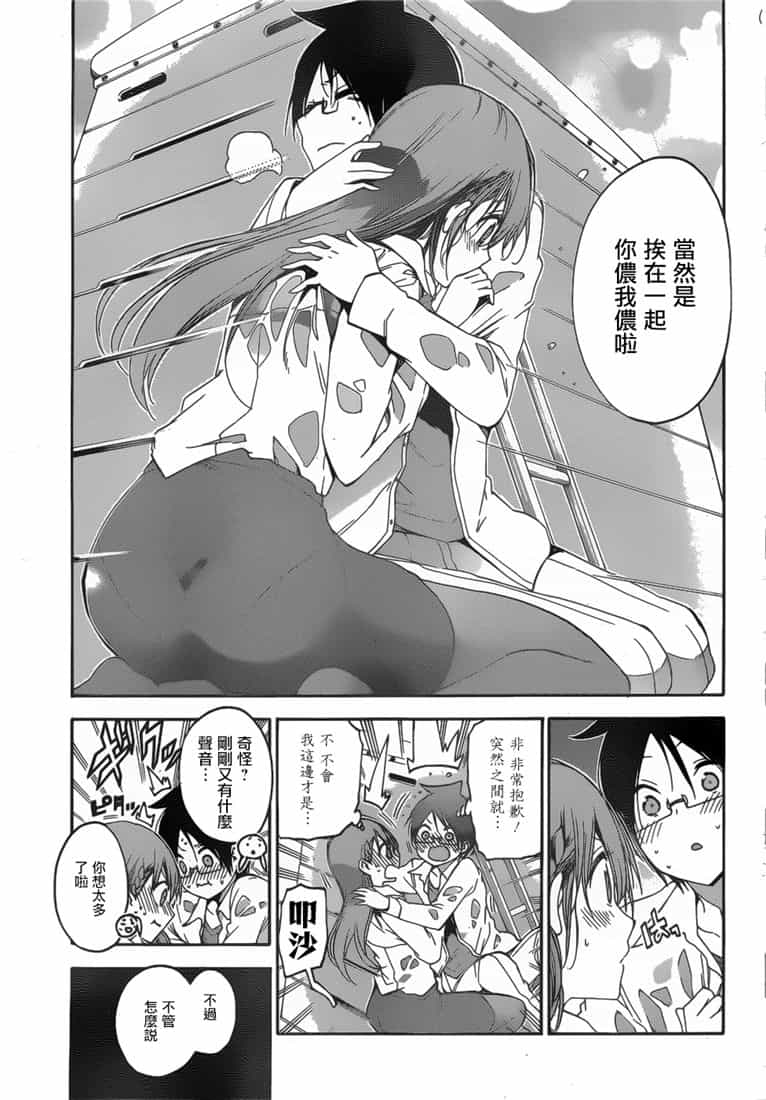 當然是
挨在一起
你儂我儂啦
非 非常抱歉！
突然之間就…
不 不會
我這邊才是…
叩沙
奇怪？
剛剛又有什麼
聲音…
你想太多
了啦
不過
不管
怎麼說